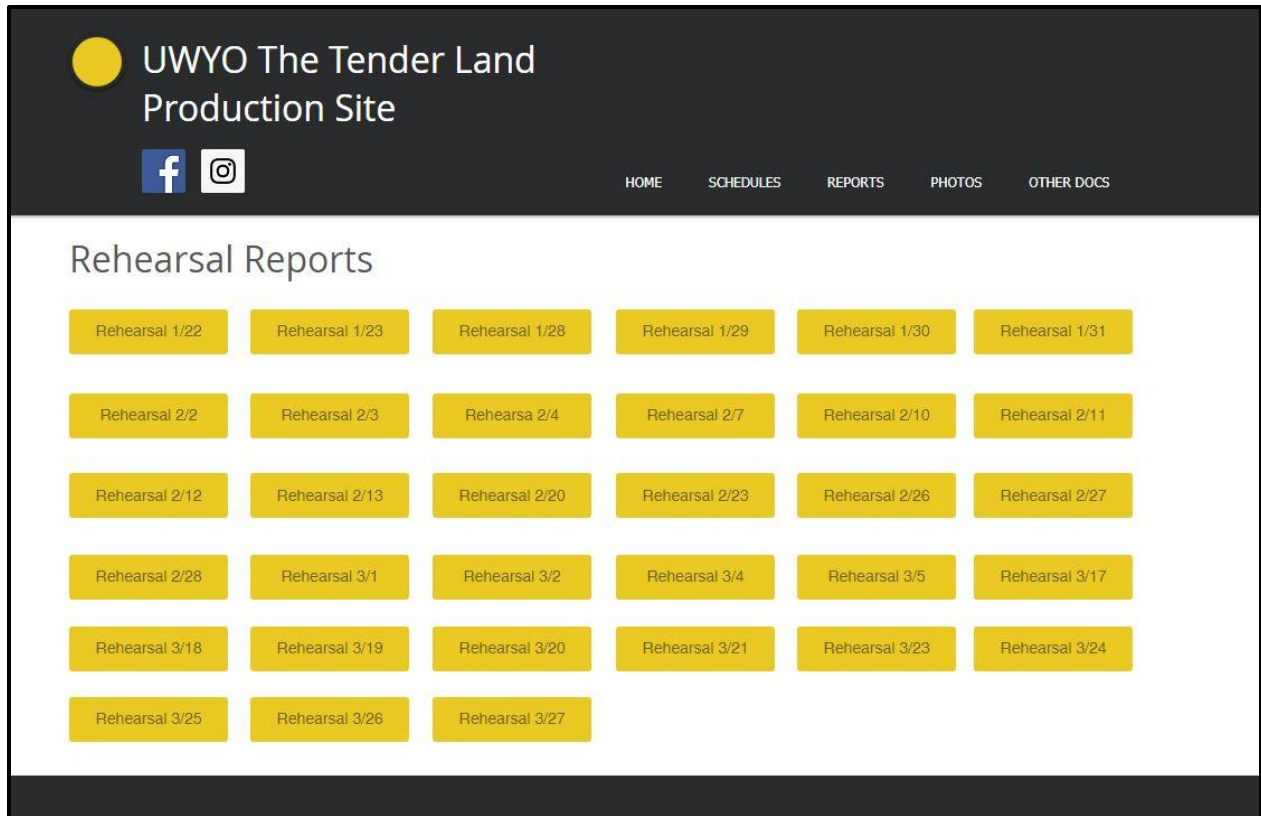 UWYO The Tender Land
Production Site
f
HOME SCHEDULES REPORTS PHOTOS OTHER DOCS
Rehearsal Reports
Rehearsal 1/22 Rehearsal 1/23 Rehearsal 1/28 Rehearsal 1/29 Rehearsal 1/30 Rehearsal 1/31
Rehearsal 2/2 Rehearsal 2/3 Rehearsa 2/4 Rehearsal 2/7 Rehearsal 2/10 Rehearsal 2/11
Rehearsal 2/12 Rehearsal 2/13 Rehearsal 2/20 Rehearsal 2/23 Rehearsal 2/26 Rehearsal 2/27
Rehearsal 2/28 Rehearsal 3/1 Rehearsal 3/2 Rehearsal 3/4 Rehearsal 3/5 Rehearsal 3/17
Rehearsal 3/18 Rehearsal 3/19 Rehearsal 3/20 Rehearsal 3/21 Rehearsal 3/23 Rehearsal 3/24
Rehearsal 3/25 Rehearsal 3/26 Rehearsal 3/27